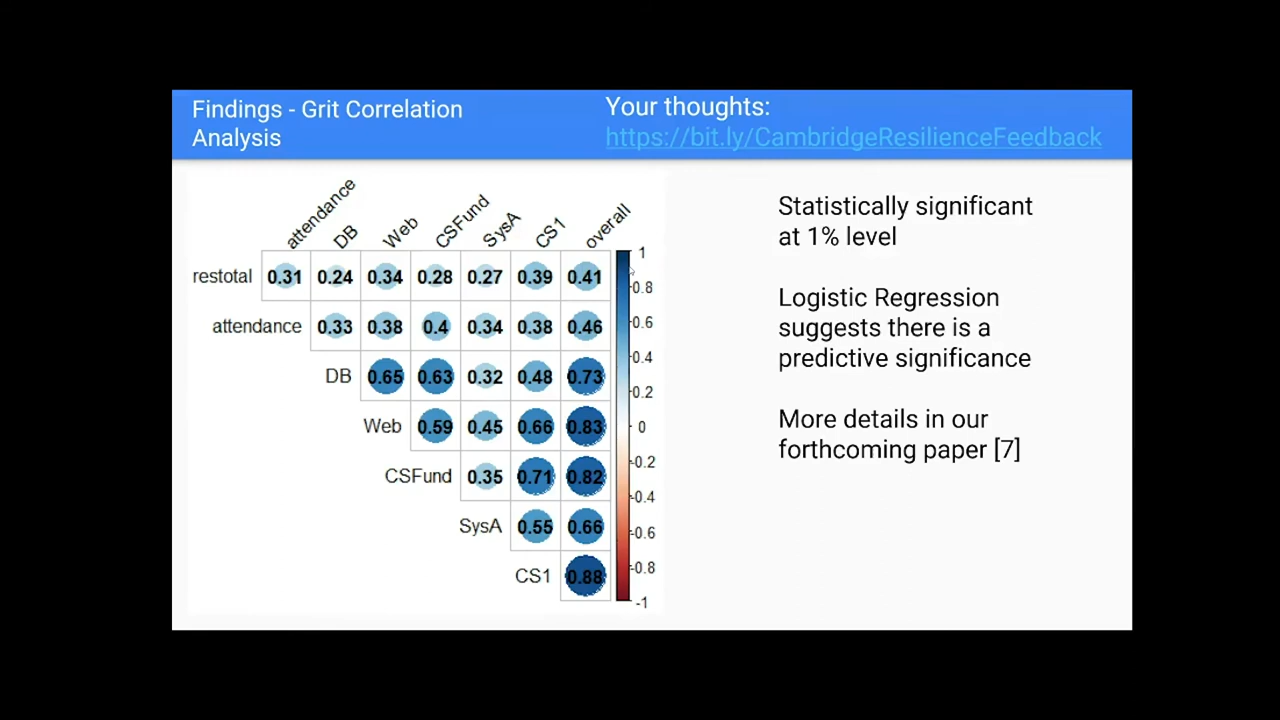 Findings - Grit Correlation
Analysis
Your thoughts:
https://bit.ly/CambridgeResilienceFeedback
attendance DB Web CSFund SysA CS1 overall
restotal 0.31 0.24 0.34 0.28 0.27 0.39 0.41
attendance 0.33 0.38 0.4 0.34 0.38 0.46
DB 0.65 0.63 0.32 0.48 0.73
Web 0.59 0.45 0.66 0.83
CSFund 0.35 0.71 0.82
SysA 0.55 0.66
CS1 0.88
1
0.8
0.6
0.4
0.2
0
-0.2
-0.4
-0.6
-0.8
-1
Statistically significant
at 1% level
Logistic Regression
suggests there is a
predictive significance
More details in our
forthcoming paper [7]